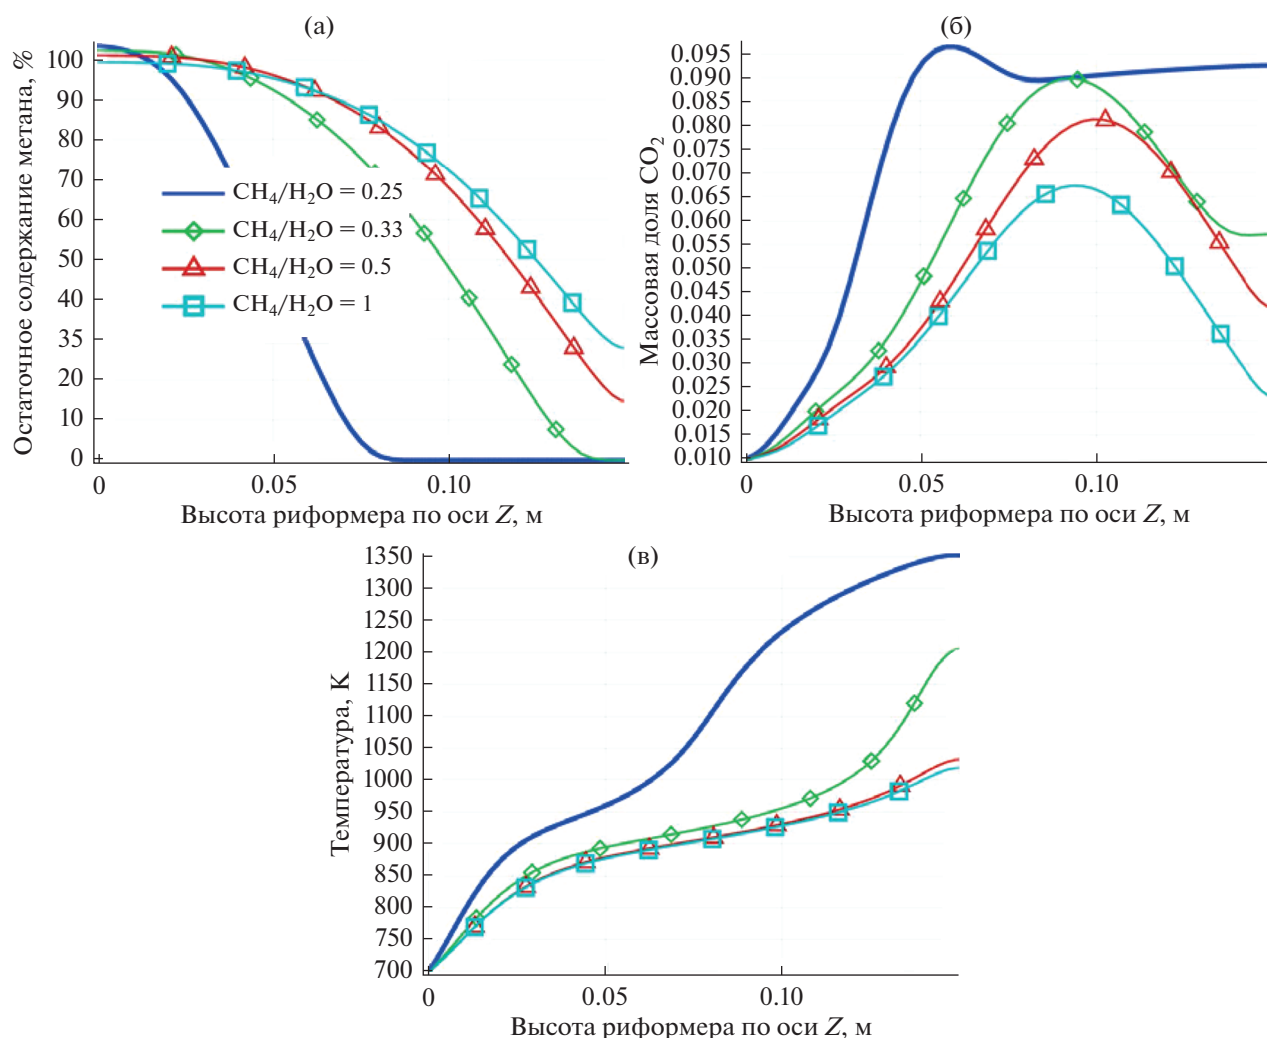 (а)
Остаточное содержание метана, %
100
90
80
70
60
50
35
20
10
0
CH₄/H₂O = 0.25
CH₄/H₂O = 0.33
CH₄/H₂O = 0.5
CH₄/H₂O = 1
0 0.05 0.10
Высота риформера по оси Z, м
(б)
Массовая доля CO₂
0.095
0.090
0.085
0.080
0.075
0.070
0.065
0.060
0.055
0.050
0.045
0.040
0.035
0.030
0.025
0.020
0.015
0.010
0 0.05 0.10
Высота риформера по оси Z, м
(в)
Температура, К
1350
1300
1250
1200
1150
1100
1050
1000
950
900
850
800
750
700
0 0.05 0.10
Высота риформера по оси Z, м